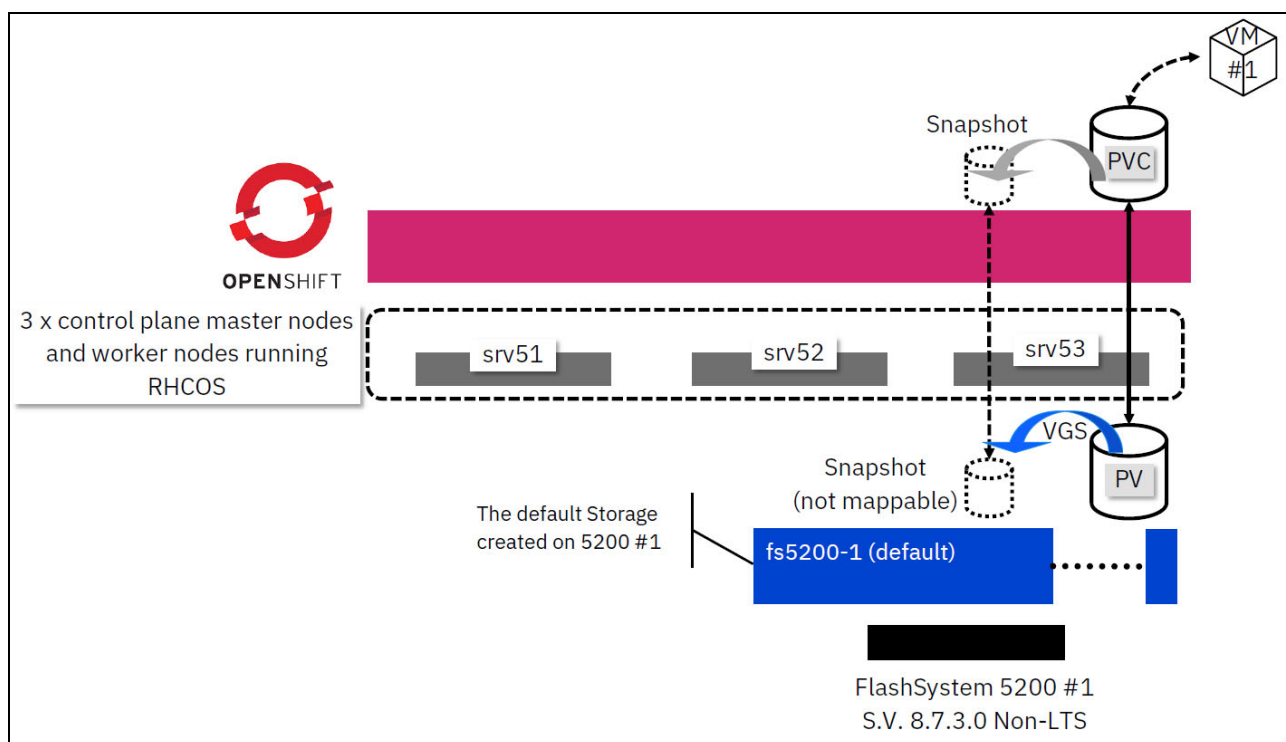 VM
#1
Snapshot
PVC
OPENSHIFT
3 x control plane master nodes
and worker nodes running
RHCOS
srv51
srv52
srv53
VGS
PV
Snapshot
(not mappable)
The default Storage
created on 5200 #1
fs5200-1 (default)
FlashSystem 5200 #1
S.V. 8.7.3.0 Non-LTS